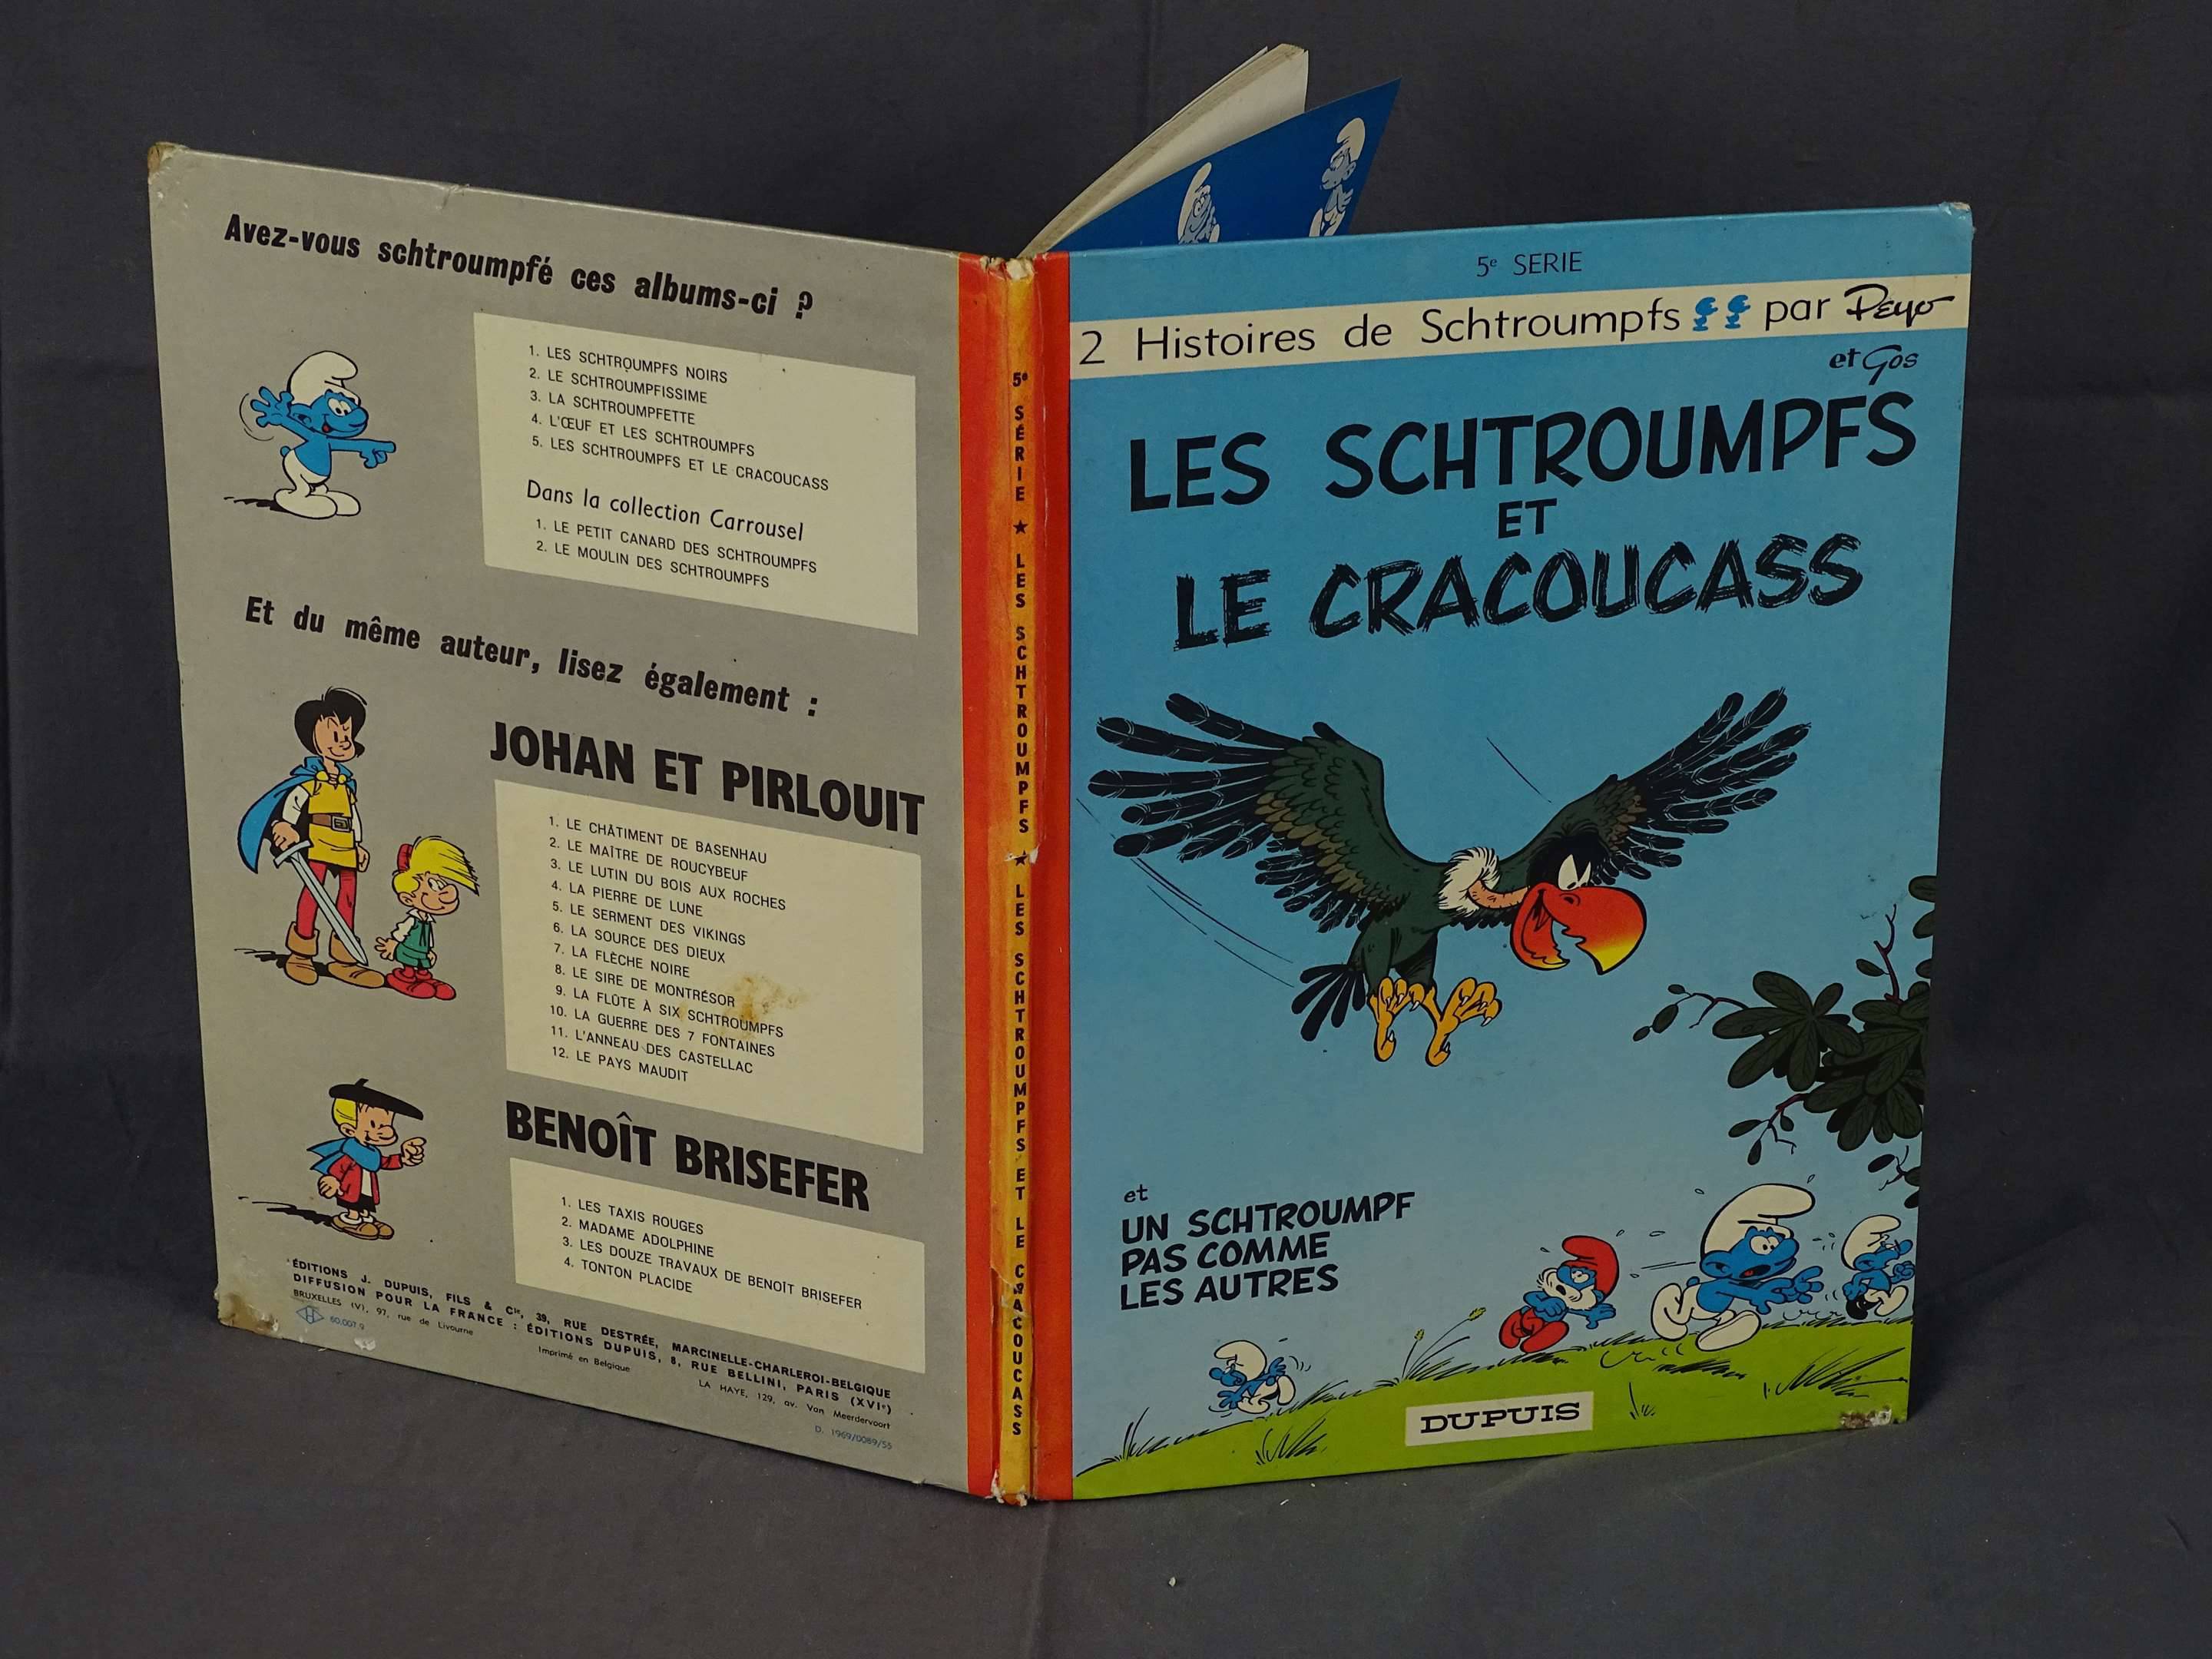 Avez-vous schtroumpfé ces albums-ci ?
1. LES SCHTROUMPFS NOIRS
2. LE SCHTROUMPFISSIME
3. LA SCHTROUMPFETTE
4. L'ŒUF ET LES SCHTROUMPFS
5. LES SCHTROUMPFS ET LE CRACOUCASS
Dans la collection Carrousel
1. LE PETIT CANARD DES SCHTROUMPFS
2. LE MOULIN DES SCHTROUMPFS
Et du même auteur, lisez également :
JOHAN ET PIRLOUIT
1. LE CHÂTIMENT DE BASENHAU
2. LE MAÎTRE DE ROUCYBEUF
3. LE LUTIN DU BOIS AUX ROCHES
4. LA PIERRE DE LUNE
5. LE SERMENT DES VIKINGS
6. LA SOURCE DES DIEUX
7. LA FLÈCHE NOIRE
8. LE SIRE DE MONTRÉSOR
9. LA FLÛTE À SIX SCHTROUMPFS
10. LA GUERRE DES 7 FONTAINES
11. L'ANNEAU DES CASTELLAC
12. LE PAYS MAUDIT
BENOÎT BRISEFER
1. LES TAXIS ROUGES
2. MADAME ADOLPHINE
3. LES DOUZE TRAVAUX DE BENOÎT BRISEFER
4. TONTON PLACIDE
ÉDITIONS J. DUPUIS, FILS & Cie, 39, RUE DESTRÉE, MARCINELLE-CHARLEROI-BELGIQUE
DIFFUSION POUR LA FRANCE : ÉDITIONS DUPUIS, 8, RUE BELLINI, PARIS (XVIe)
BRUXELLES (V), 97, rue de Livourne
LA HAYE, 129, av. Van Meerdervoort
60.007.9
Imprimé en Belgique
D. 1969/0089/55
5e SÉRIE ★ LES SCHTROUMPFS ★ LES SCHTROUMPFS ET LE CRACOUCASS
5e SERIE
2 Histoires de Schtroumpfs par Peyo
et Gos
LES SCHTROUMPFS
ET
LE CRACOUCASS
et
UN SCHTROUMPF
PAS COMME
LES AUTRES
DUPUIS